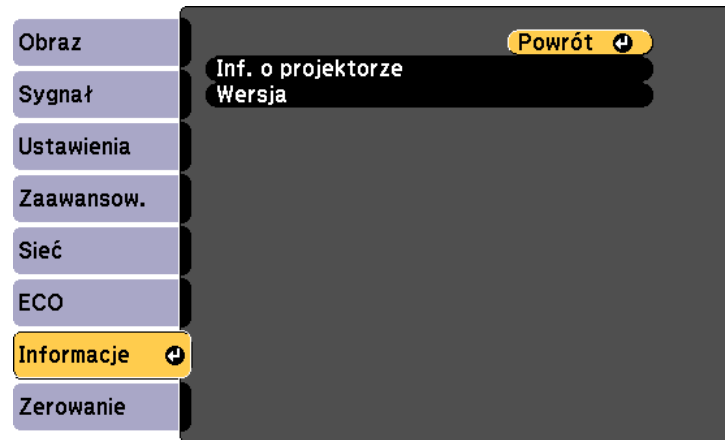 Obraz
Sygnał
Ustawienia
Zaawansow.
Sieć
ECO
Informacje
Zerowanie
Powrót
Inf. o projektorze
Wersja